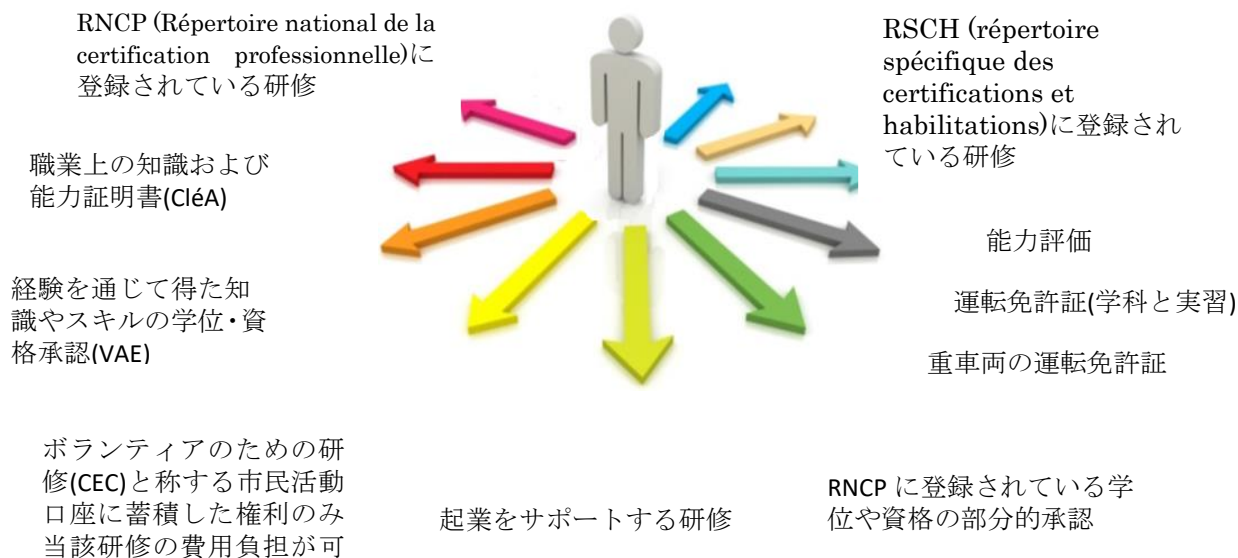 RNCP (Répertoire national de la
certification professionnelle)に
登録されている研修
RSCH (répertoire
spécifique des
certifications et
habilitations)に登録され
ている研修
職業上の知識および
能力証明書(CléA)
能力評価
経験を通じて得た知
識やスキルの学位・資
格承認(VAE)
運転免許証(学科と実習)
重車両の運転免許証
ボランティアのための研
修(CEC)と称する市民活動
口座に蓄積した権利のみ
当該研修の費用負担が可
起業をサポートする研修
RNCP に登録されている学
位や資格の部分的承認